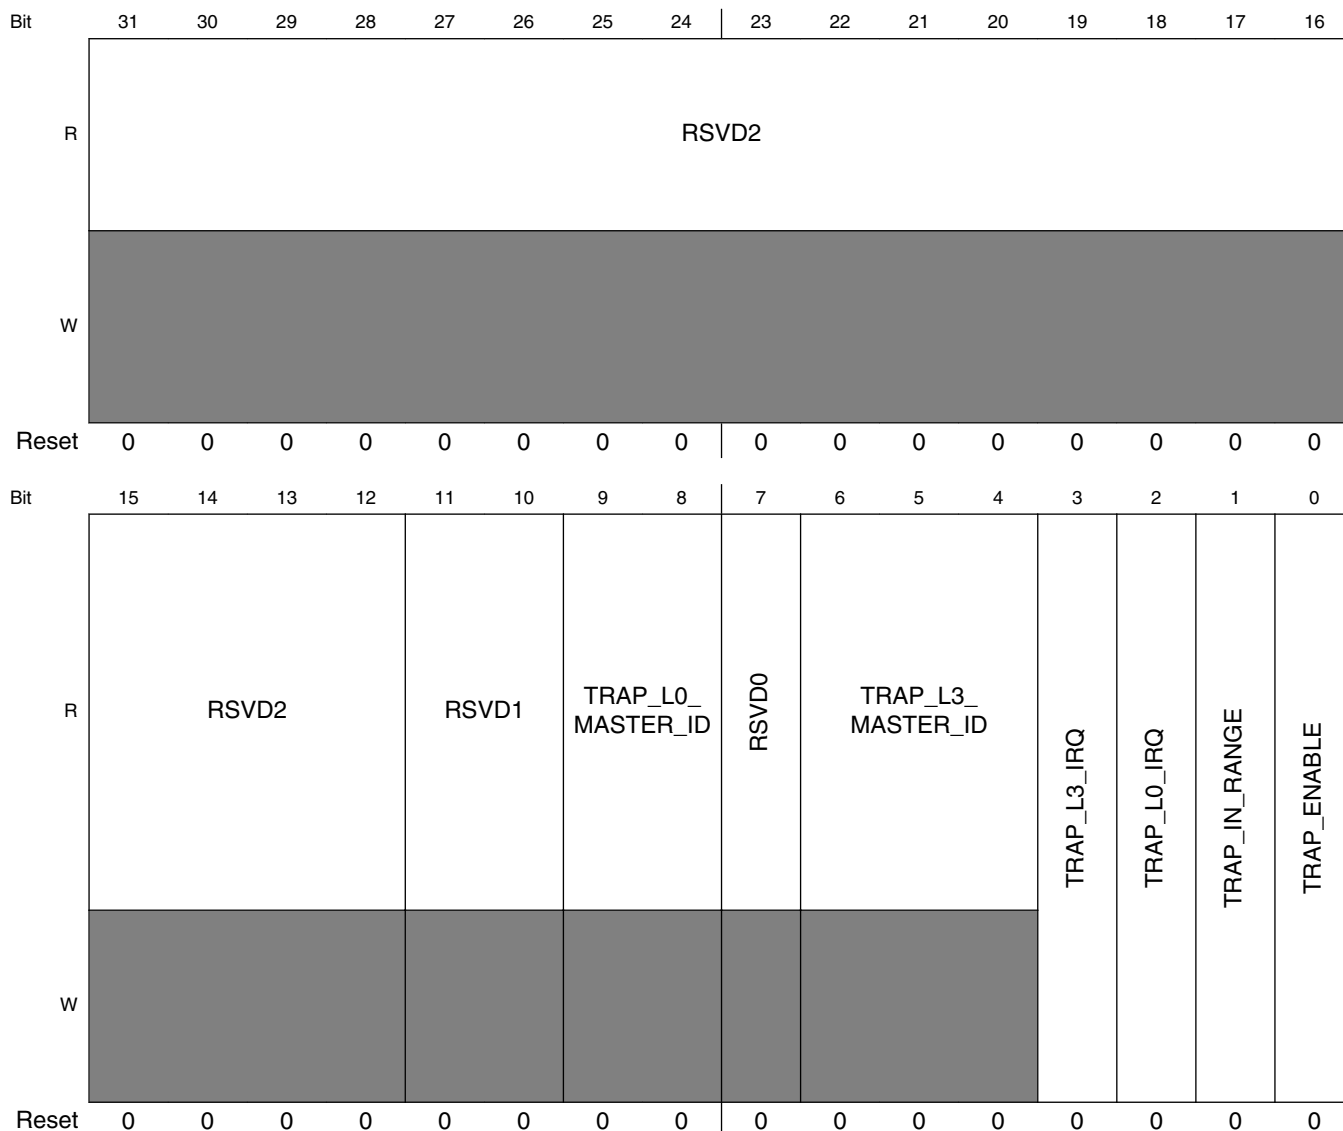 Bit 31 30 29 28 27 26 25 24 23 22 21 20 19 18 17 16
R RSVD2
W
Reset 0 0 0 0 0 0 0 0 0 0 0 0 0 0 0 0
Bit 15 14 13 12 11 10 9 8 7 6 5 4 3 2 1 0
R RSVD2 RSVD1 TRAP_L0_ MASTER_ID RSVD0 TRAP_L3_ MASTER_ID TRAP_L3_IRQ TRAP_L0_IRQ TRAP_IN_RANGE TRAP_ENABLE
W
Reset 0 0 0 0 0 0 0 0 0 0 0 0 0 0 0 0